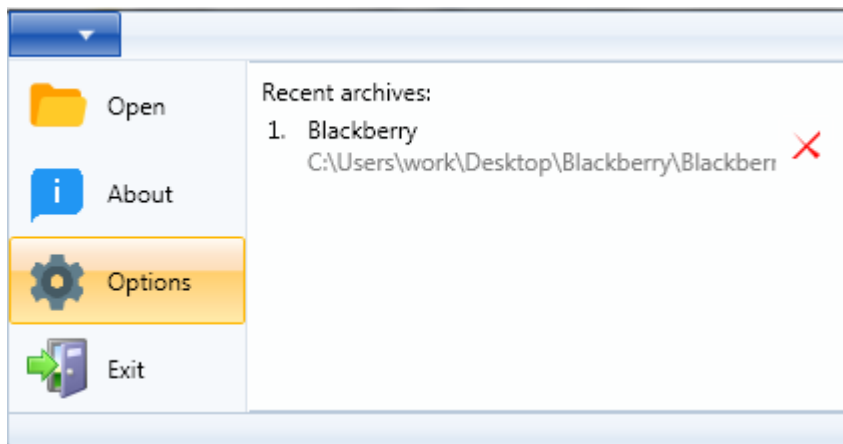 Open
About
Options
Exit
Recent archives:
1. Blackberry
C:\Users\work\Desktop\Blackberry\Blackberr